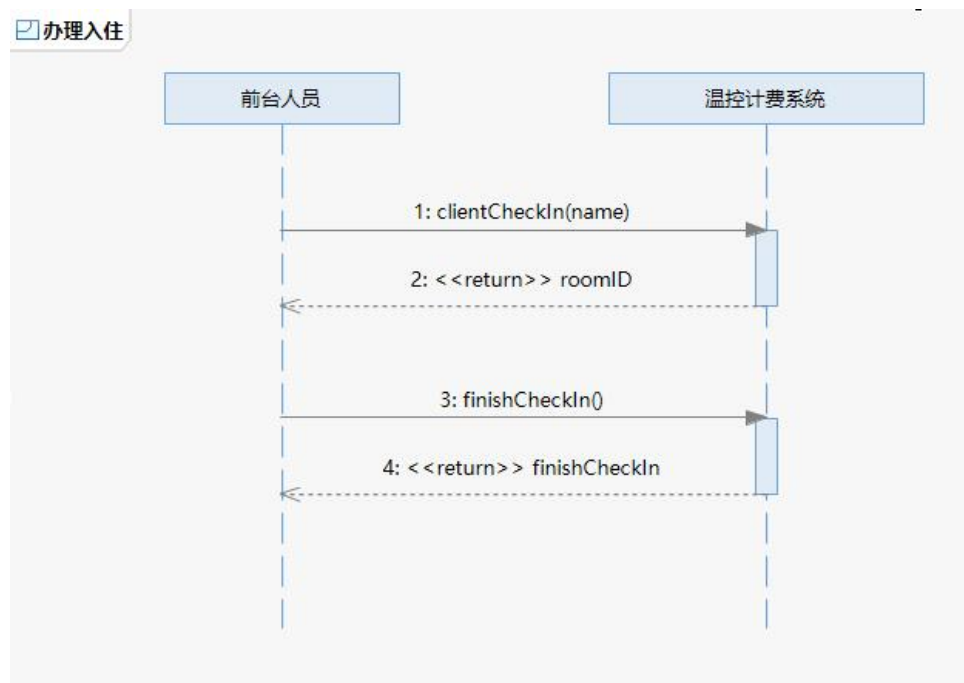 办理入住
前台人员
温控计费系统
1: clientCheckIn(name)
2: <<return>> roomID
3: finishCheckIn()
4: <<return>> finishCheckIn